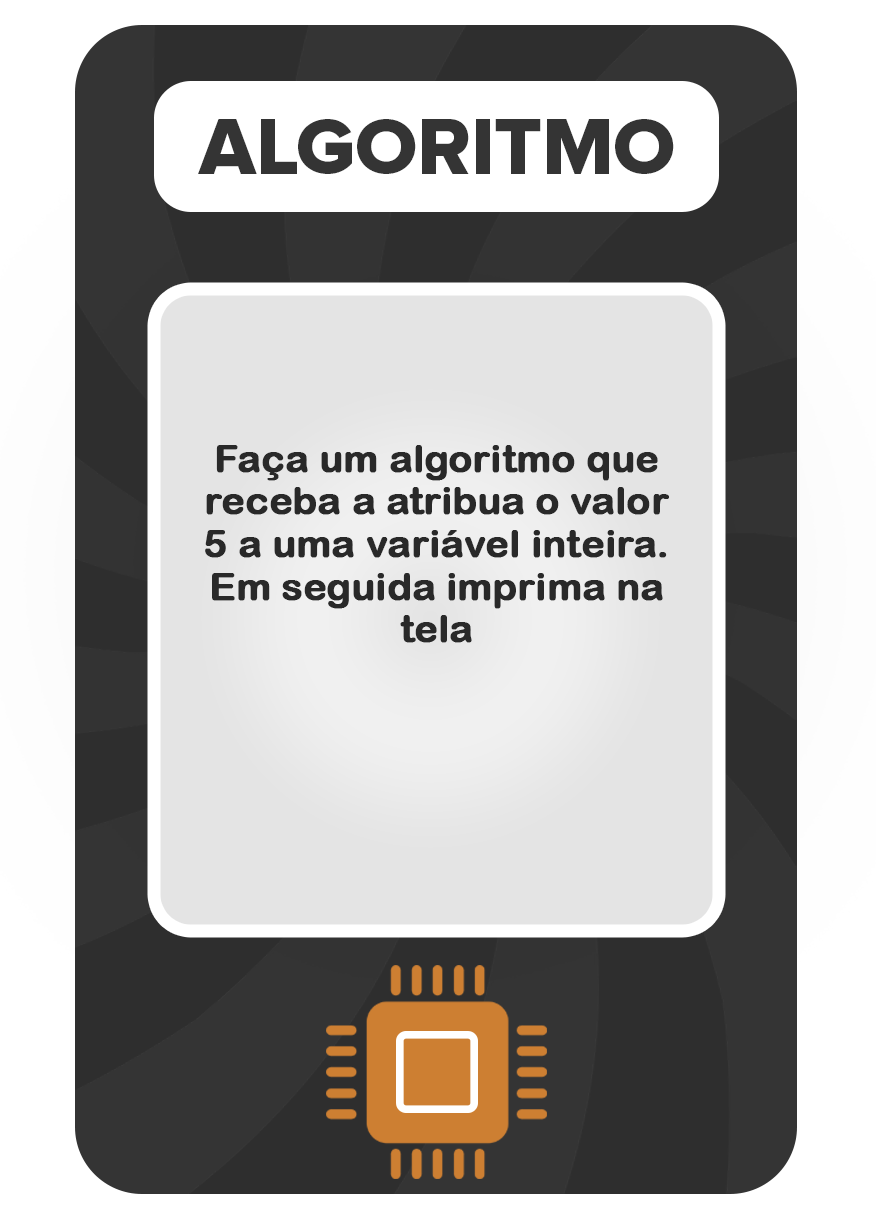 ALGORITMO
Faça um algoritmo que
receba a atribua o valor
5 a uma variável inteira.
Em seguida imprima na
tela